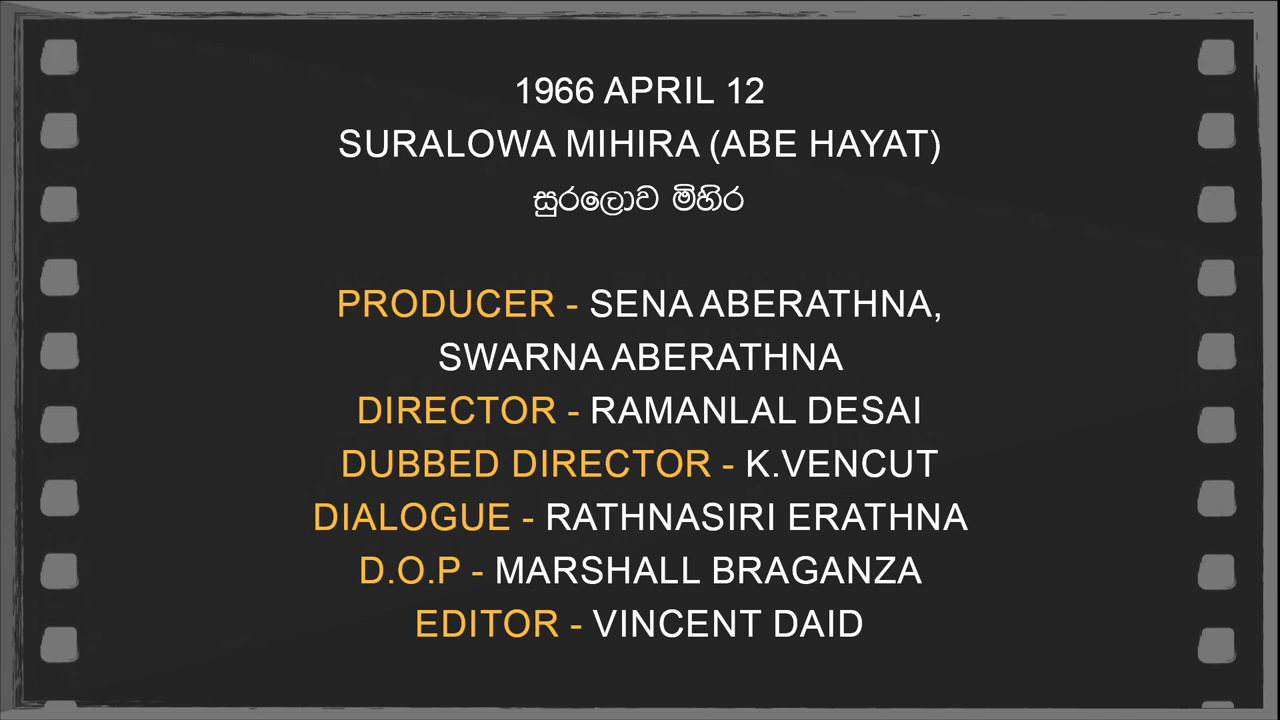 1966 APRIL 12
SURALOWA MIHIRA (ABE HAYAT)
සුරලොව මිහිර
PRODUCER - SENA ABERATHNA,
SWARNA ABERATHNA
DIRECTOR - RAMANLAL DESAI
DUBBED DIRECTOR - K.VENCUT
DIALOGUE - RATHNASIRI ERATHNA
D.O.P - MARSHALL BRAGANZA
EDITOR - VINCENT DAID